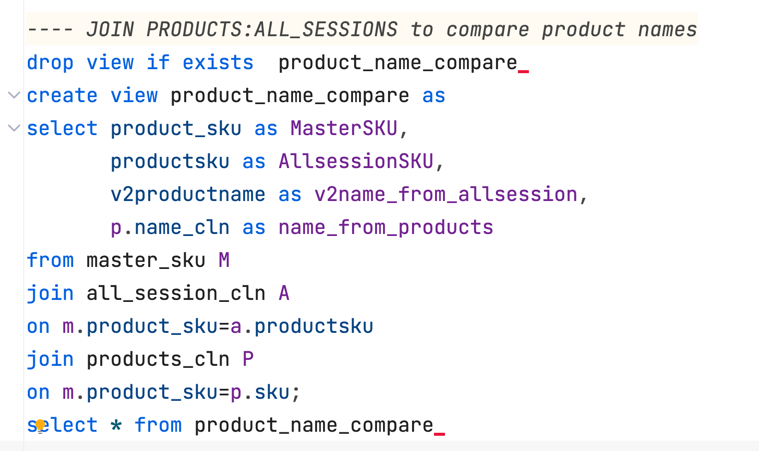 ---- JOIN PRODUCTS:ALL_SESSIONS to compare product names
drop view if exists  product_name_compare
create view product_name_compare as
select product_sku as MasterSKU,
       productsku as AllsessionSKU,
       v2productname as v2name_from_allsession,
       p.name_cln as name_from_products
from master_sku M
join all_session_cln A
on m.product_sku=a.productsku
join products_cln P
on m.product_sku=p.sku;
select * from product_name_compare